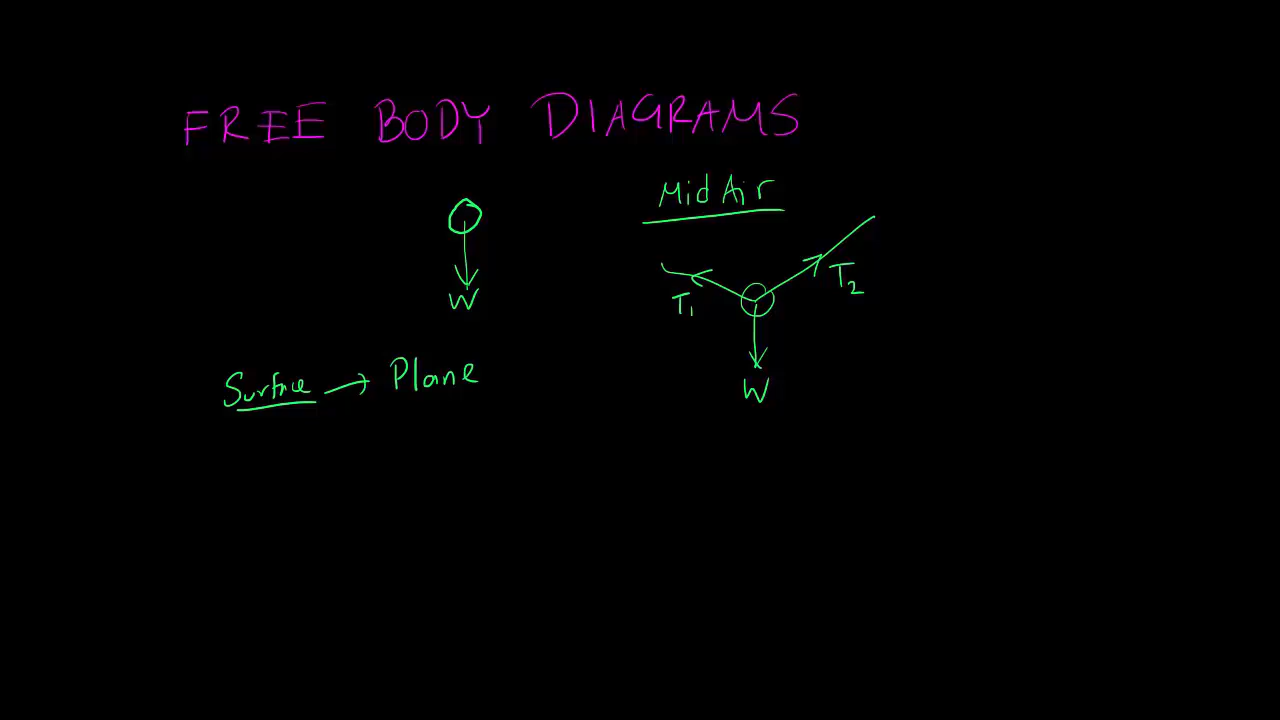 FREE BODY DIAGRAMS
Mid Air
W
T1
T2
W
Surface → Plane